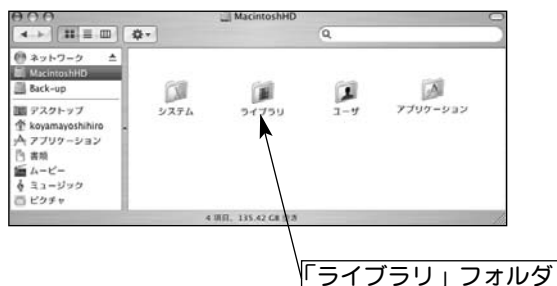 MacintoshHD
ネットワーク
MacintoshHD
Back-up
デスクトップ
koyamayoshihiro
アプリケーション
書類
ムービー
ミュージック
ピクチャ
システム
ライブラリ
ユーザ
アプリケーション
4 項目、135.42 GB 空き
「ライブラリ」フォルダ